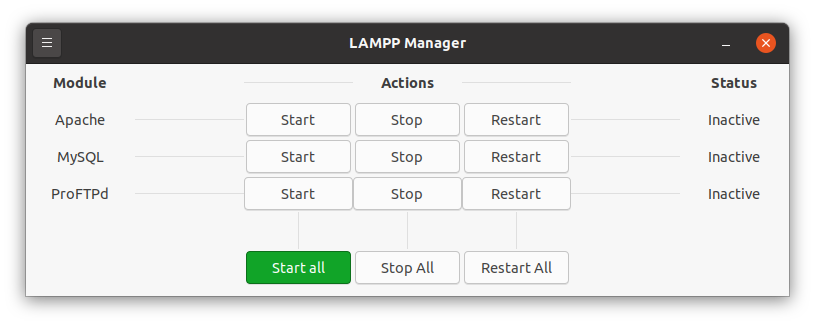 LAMPP Manager
Module Actions Status
Apache Start Stop Restart Inactive
MySQL Start Stop Restart Inactive
ProFTPd Start Stop Restart Inactive
Start all Stop All Restart All